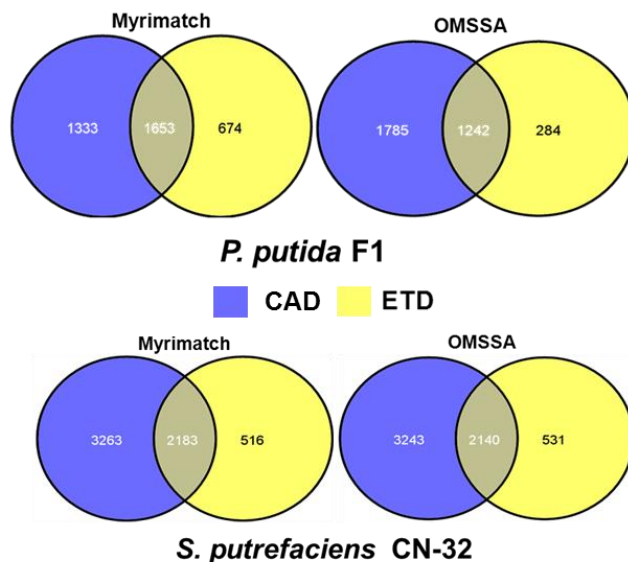 Myrimatch OMSSA
1333 1653 674 1785 1242 284
P. putida F1
CAD ETD
Myrimatch OMSSA
3263 2183 516 3243 2140 531
S. putrefaciens CN-32